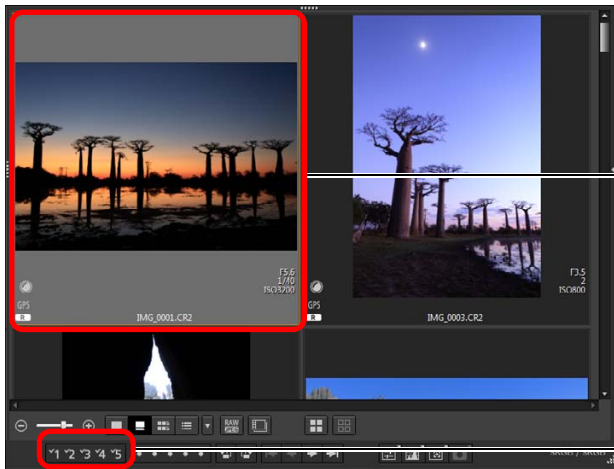 F5.6
1/40
ISO3200
GPS
R
IMG_0001.CR2
F3.5
2
ISO800
GPS
R
IMG_0003.CR2
RAW
JPEG
✓1 ✓2 ✓3 ✓4 ✓5